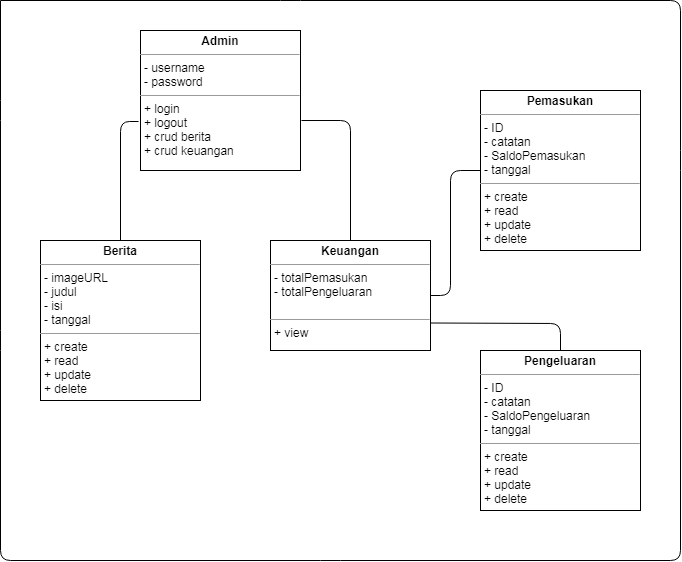 Admin
- username
- password
+ login
+ logout
+ crud berita
+ crud keuangan
Berita
- imageURL
- judul
- isi
- tanggal
+ create
+ read
+ update
+ delete
Keuangan
- totalPemasukan
- totalPengeluaran
+ view
Pemasukan
- ID
- catatan
- SaldoPemasukan
- tanggal
+ create
+ read
+ update
+ delete
Pengeluaran
- ID
- catatan
- SaldoPengeluaran
- tanggal
+ create
+ read
+ update
+ delete